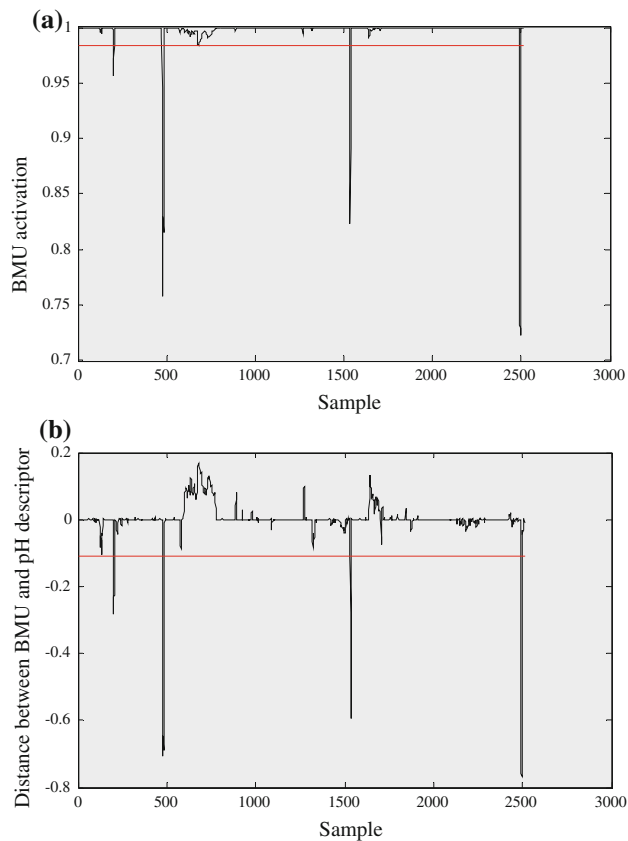 (a)
1
0.95
0.9
0.85
0.8
0.75
0.7
BMU activation
0 500 1000 1500 2000 2500 3000
Sample
(b)
0.2
0
-0.2
-0.4
-0.6
-0.8
Distance between BMU and pH descriptor
0 500 1000 1500 2000 2500 3000
Sample